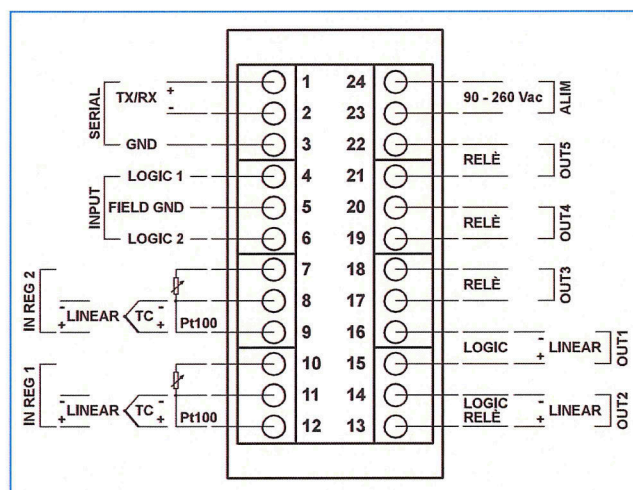 SERIAL
TX/RX
+
-
GND
INPUT
LOGIC 1
FIELD GND
LOGIC 2
IN REG 2
- LINEAR TC -
+ +
Pt100
IN REG 1
- LINEAR TC -
+ +
Pt100
1 24
2 23
3 22
4 21
5 20
6 19
7 18
8 17
9 16
10 15
11 14
12 13
90 - 260 Vac
ALIM
RELÈ
OUT5
RELÈ
OUT4
RELÈ
OUT3
LOGIC
- LINEAR
+
OUT1
LOGIC
RELÈ
- LINEAR
+
OUT2